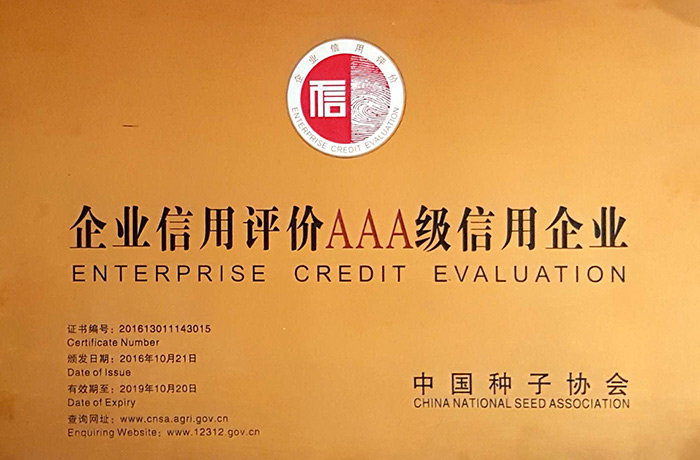 企业信用评价
信
ENTERPRISE CREDIT EVALUATION
企业信用评价AAA级信用企业
ENTERPRISE CREDIT EVALUATION
证书编号：201613011143015
Certificate Number
颁发日期：2016年10月21日
Date of Issue
有效期至：2019年10月20日
Date of Expiry
查询网址：www.cnsa.agri.gov.cn
Enquiring Website：www.12312.gov.cn
中国种子协会
CHINA NATIONAL SEED ASSOCIATION